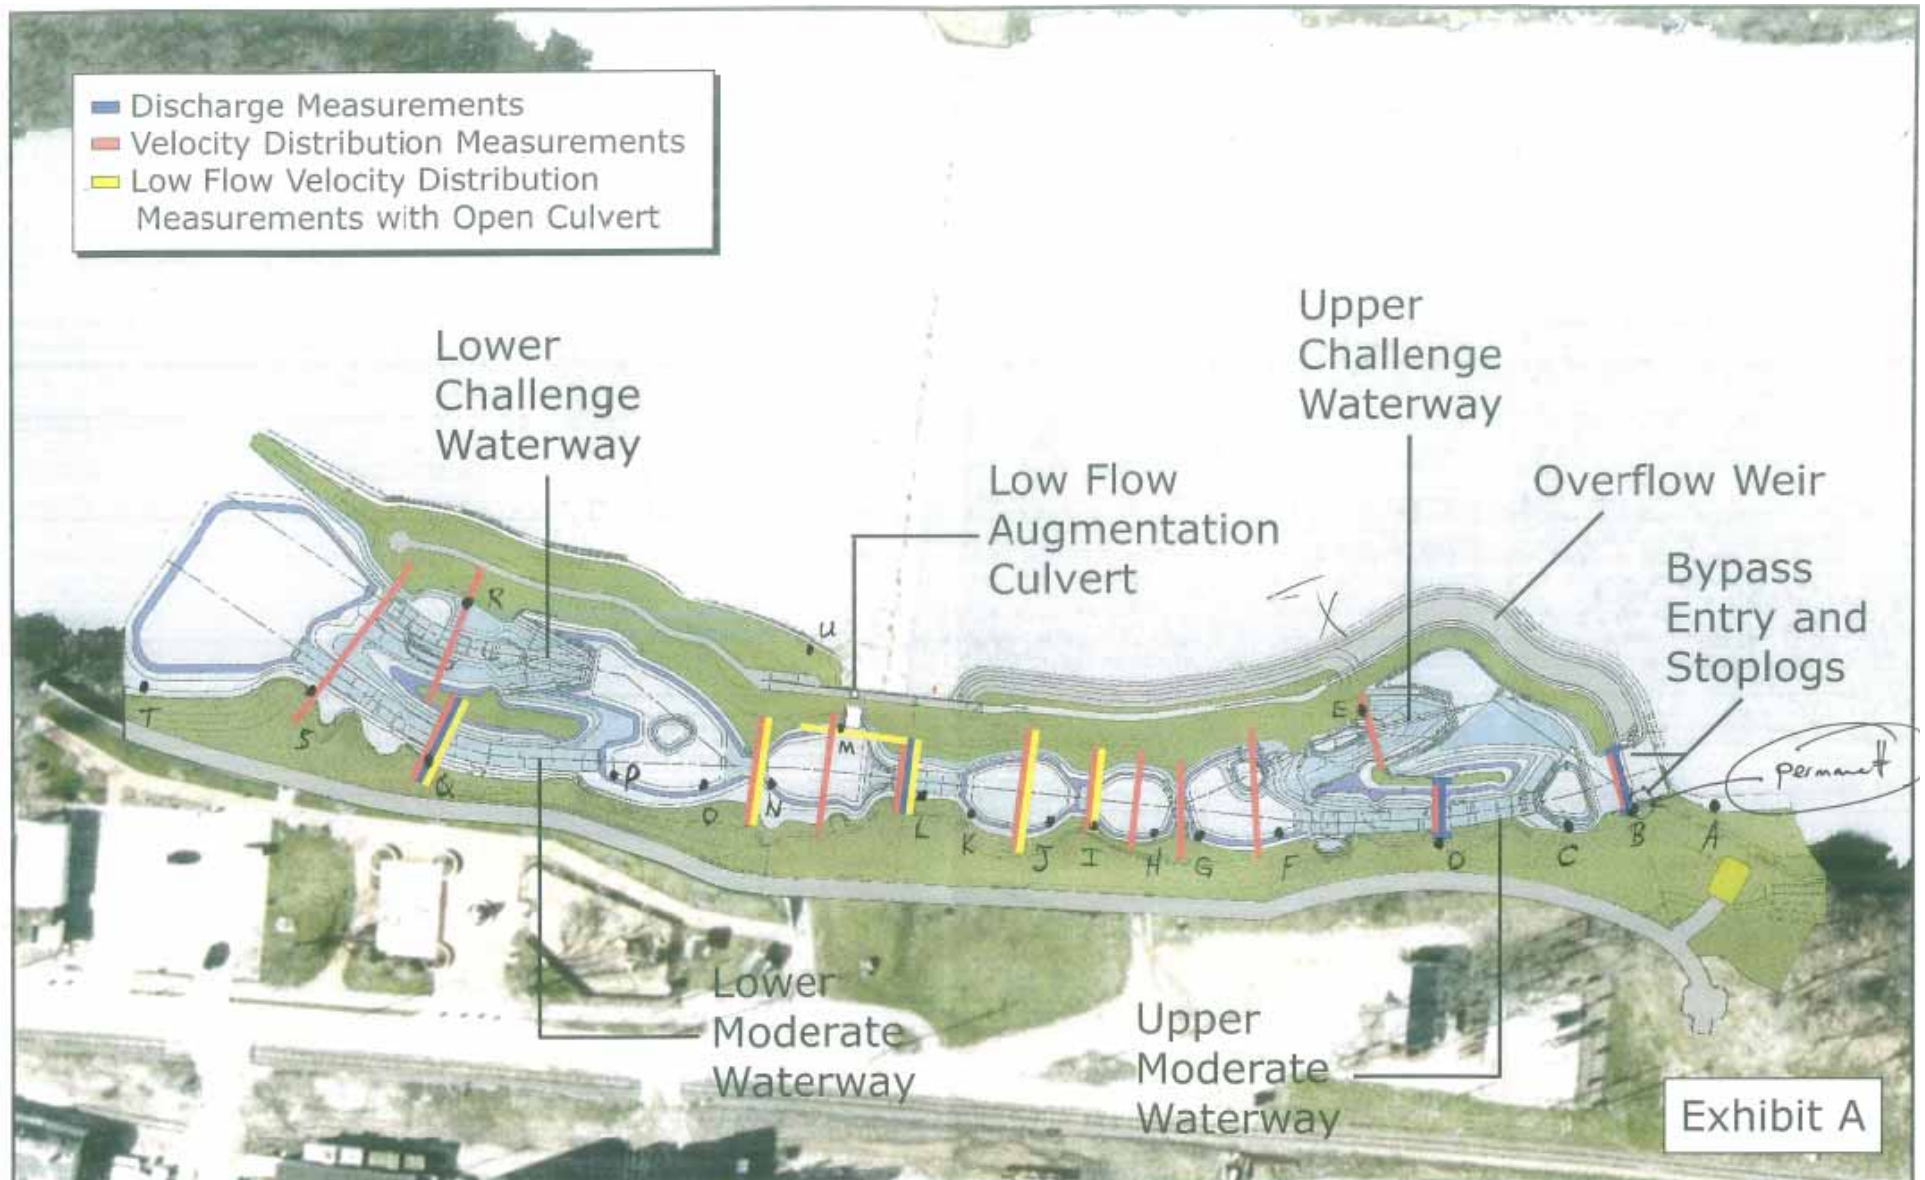 Discharge Measurements
Velocity Distribution Measurements
Low Flow Velocity Distribution
Measurements with Open Culvert
Upper
Challenge
Waterway
Lower
Challenge
Waterway
Low Flow
Augmentation
Culvert
Overflow Weir
Bypass
Entry and
Stoplogs
X
R
U
E
T
S
Q
P
O
N
M
L
K
J
I
H
G
F
D
C
B
A
Lower
Moderate
Waterway
Upper
Moderate
Waterway
Exhibit A